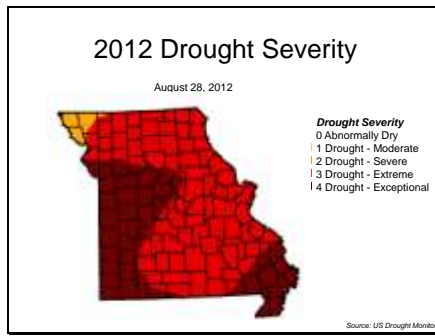 2012 Drought Severity
August 28, 2012
Drought Severity
0 Abnormally Dry
1 Drought - Moderate
2 Drought - Severe
3 Drought - Extreme
4 Drought - Exceptional
Source: US Drought Monitor